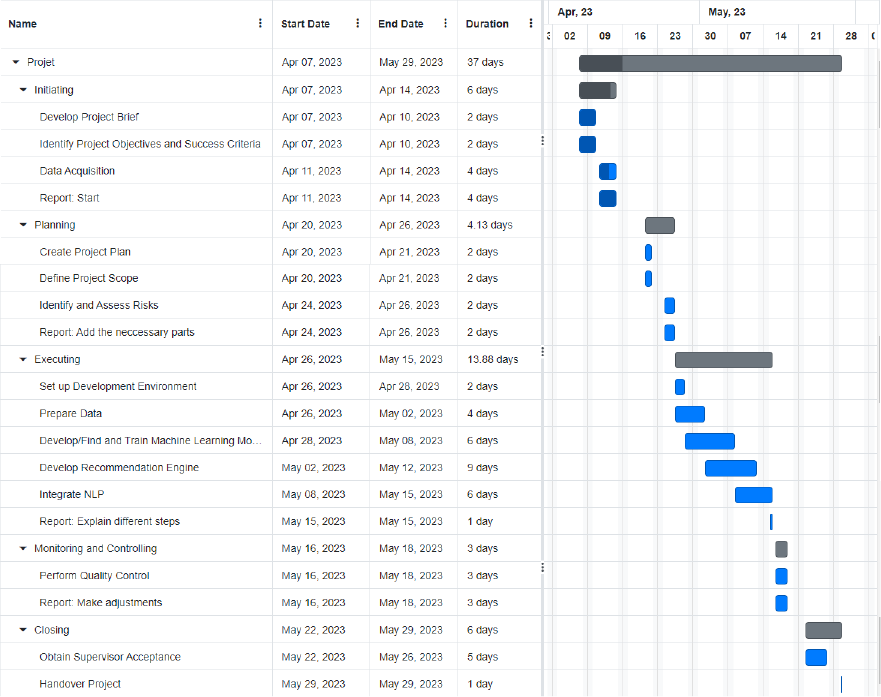 Apr, 23 May, 23
Name Start Date End Date Duration
02 09 16 23 30 07 14 21 28
Projet Apr 07, 2023 May 29, 2023 37 days
Initiating Apr 07, 2023 Apr 14, 2023 6 days
Develop Project Brief Apr 07, 2023 Apr 10, 2023 2 days
Identify Project Objectives and Success Criteria Apr 07, 2023 Apr 10, 2023 2 days
Data Acquisition Apr 11, 2023 Apr 14, 2023 4 days
Report: Start Apr 11, 2023 Apr 14, 2023 4 days
Planning Apr 20, 2023 Apr 26, 2023 4.13 days
Create Project Plan Apr 20, 2023 Apr 21, 2023 2 days
Define Project Scope Apr 20, 2023 Apr 21, 2023 2 days
Identify and Assess Risks Apr 24, 2023 Apr 26, 2023 2 days
Report: Add the neccessary parts Apr 24, 2023 Apr 26, 2023 2 days
Executing Apr 26, 2023 May 15, 2023 13.88 days
Set up Development Environment Apr 26, 2023 Apr 28, 2023 2 days
Prepare Data Apr 26, 2023 May 02, 2023 4 days
Develop/Find and Train Machine Learning Mo... Apr 28, 2023 May 08, 2023 6 days
Develop Recommendation Engine May 02, 2023 May 12, 2023 9 days
Integrate NLP May 08, 2023 May 15, 2023 6 days
Report: Explain different steps May 15, 2023 May 15, 2023 1 day
Monitoring and Controlling May 16, 2023 May 18, 2023 3 days
Perform Quality Control May 16, 2023 May 18, 2023 3 days
Report: Make adjustments May 16, 2023 May 18, 2023 3 days
Closing May 22, 2023 May 29, 2023 6 days
Obtain Supervisor Acceptance May 22, 2023 May 26, 2023 5 days
Handover Project May 29, 2023 May 29, 2023 1 day